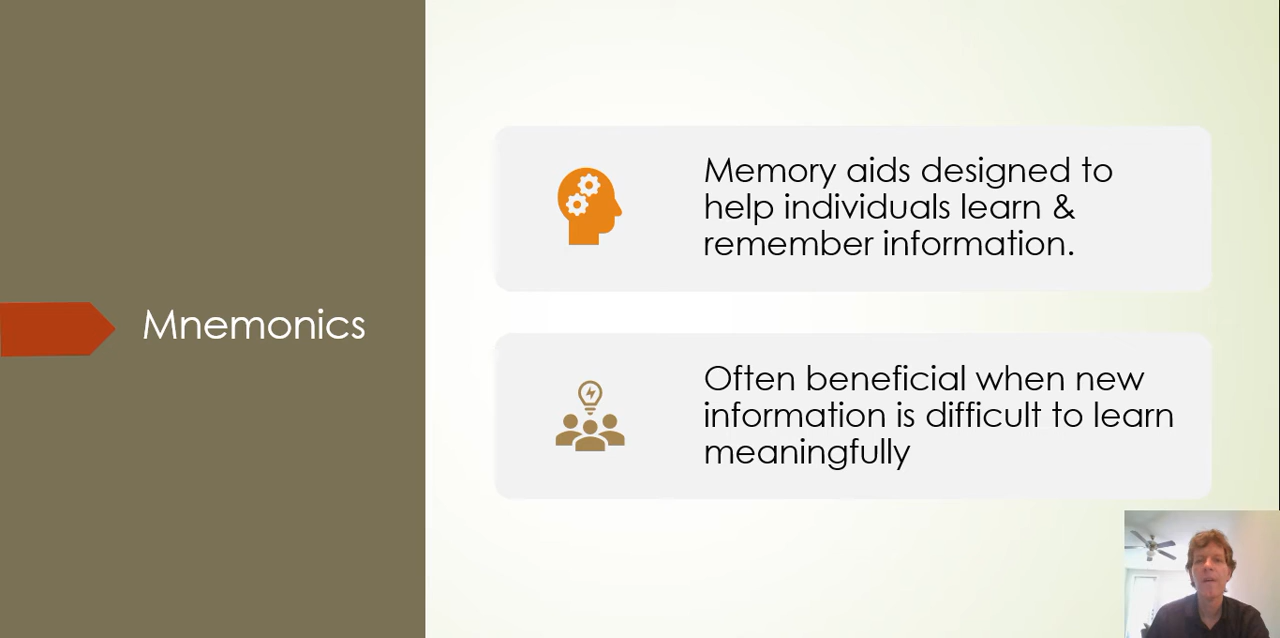 Mnemonics
Memory aids designed to
help individuals learn &
remember information.
Often beneficial when new
information is difficult to learn
meaningfully